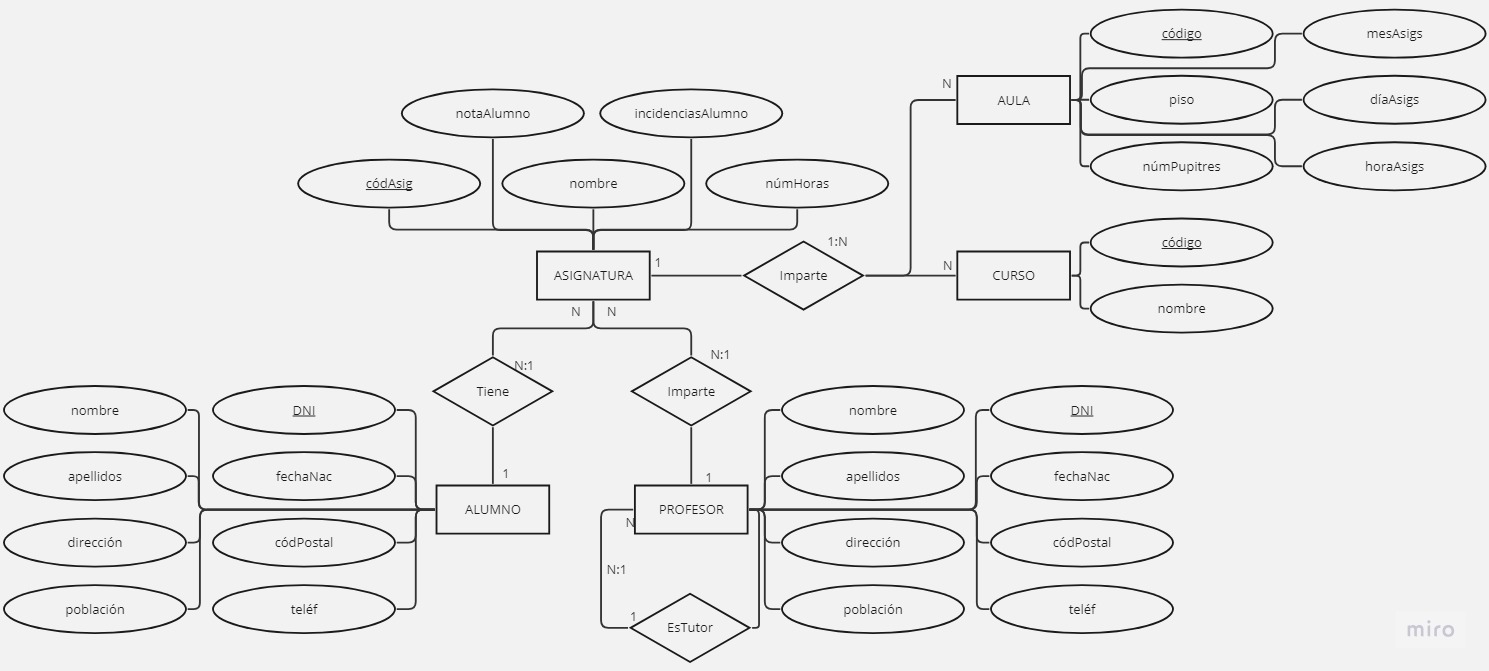 código
mesAsigs
N
AULA
piso
díaAsigs
notaAlumno
incidenciasAlumno
númPupitres
horaAsigs
códAsig
nombre
númHoras
1:N
código
ASIGNATURA
1
Imparte
N
CURSO
nombre
N
N
N:1
N:1
Tiene
Imparte
nombre
DNI
nombre
DNI
apellidos
fechaNac
1
1
apellidos
fechaNac
ALUMNO
PROFESOR
N
dirección
códPostal
dirección
códPostal
N:1
población
teléf
1
EsTutor
población
teléf
miro